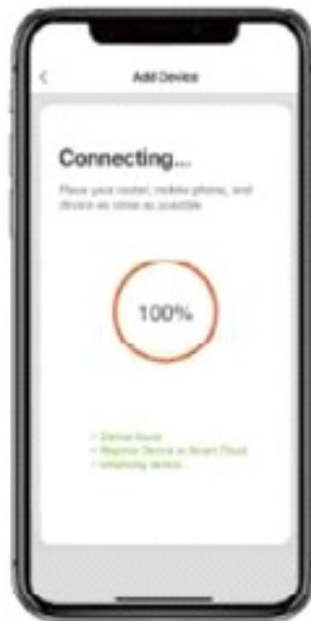 Add Device
Connecting...
Place your router, mobile phone, and
device as close as possible
100%
• Device found
• Register Device to Smart Cloud
• Initializing device...